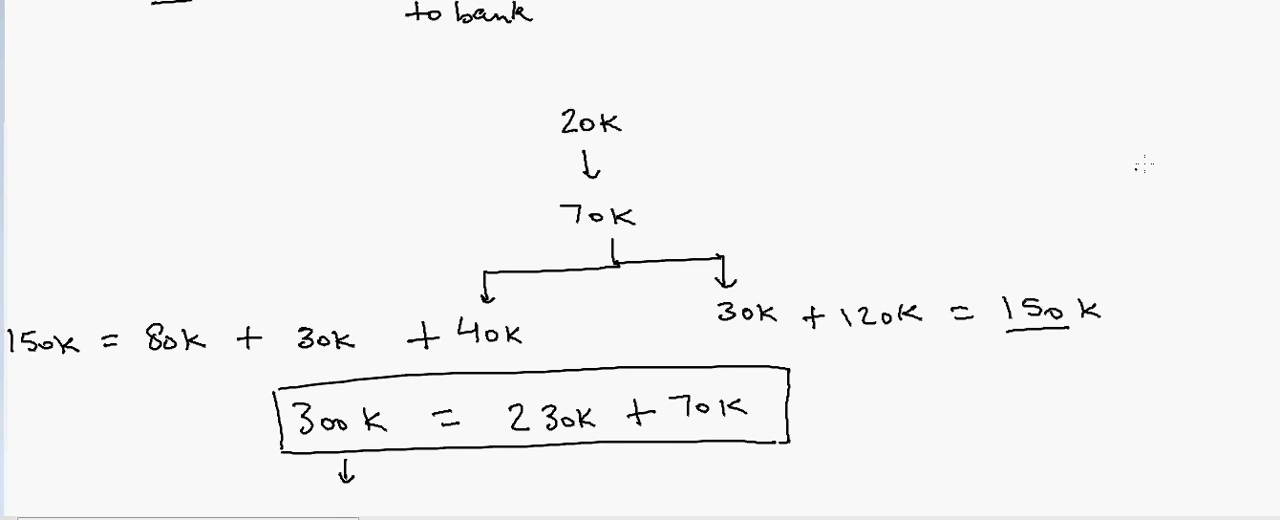 to bank
20K
↓
70K
30K + 120K = 150K
150K = 80K + 30K + 40K
300K = 230K + 70K
↓